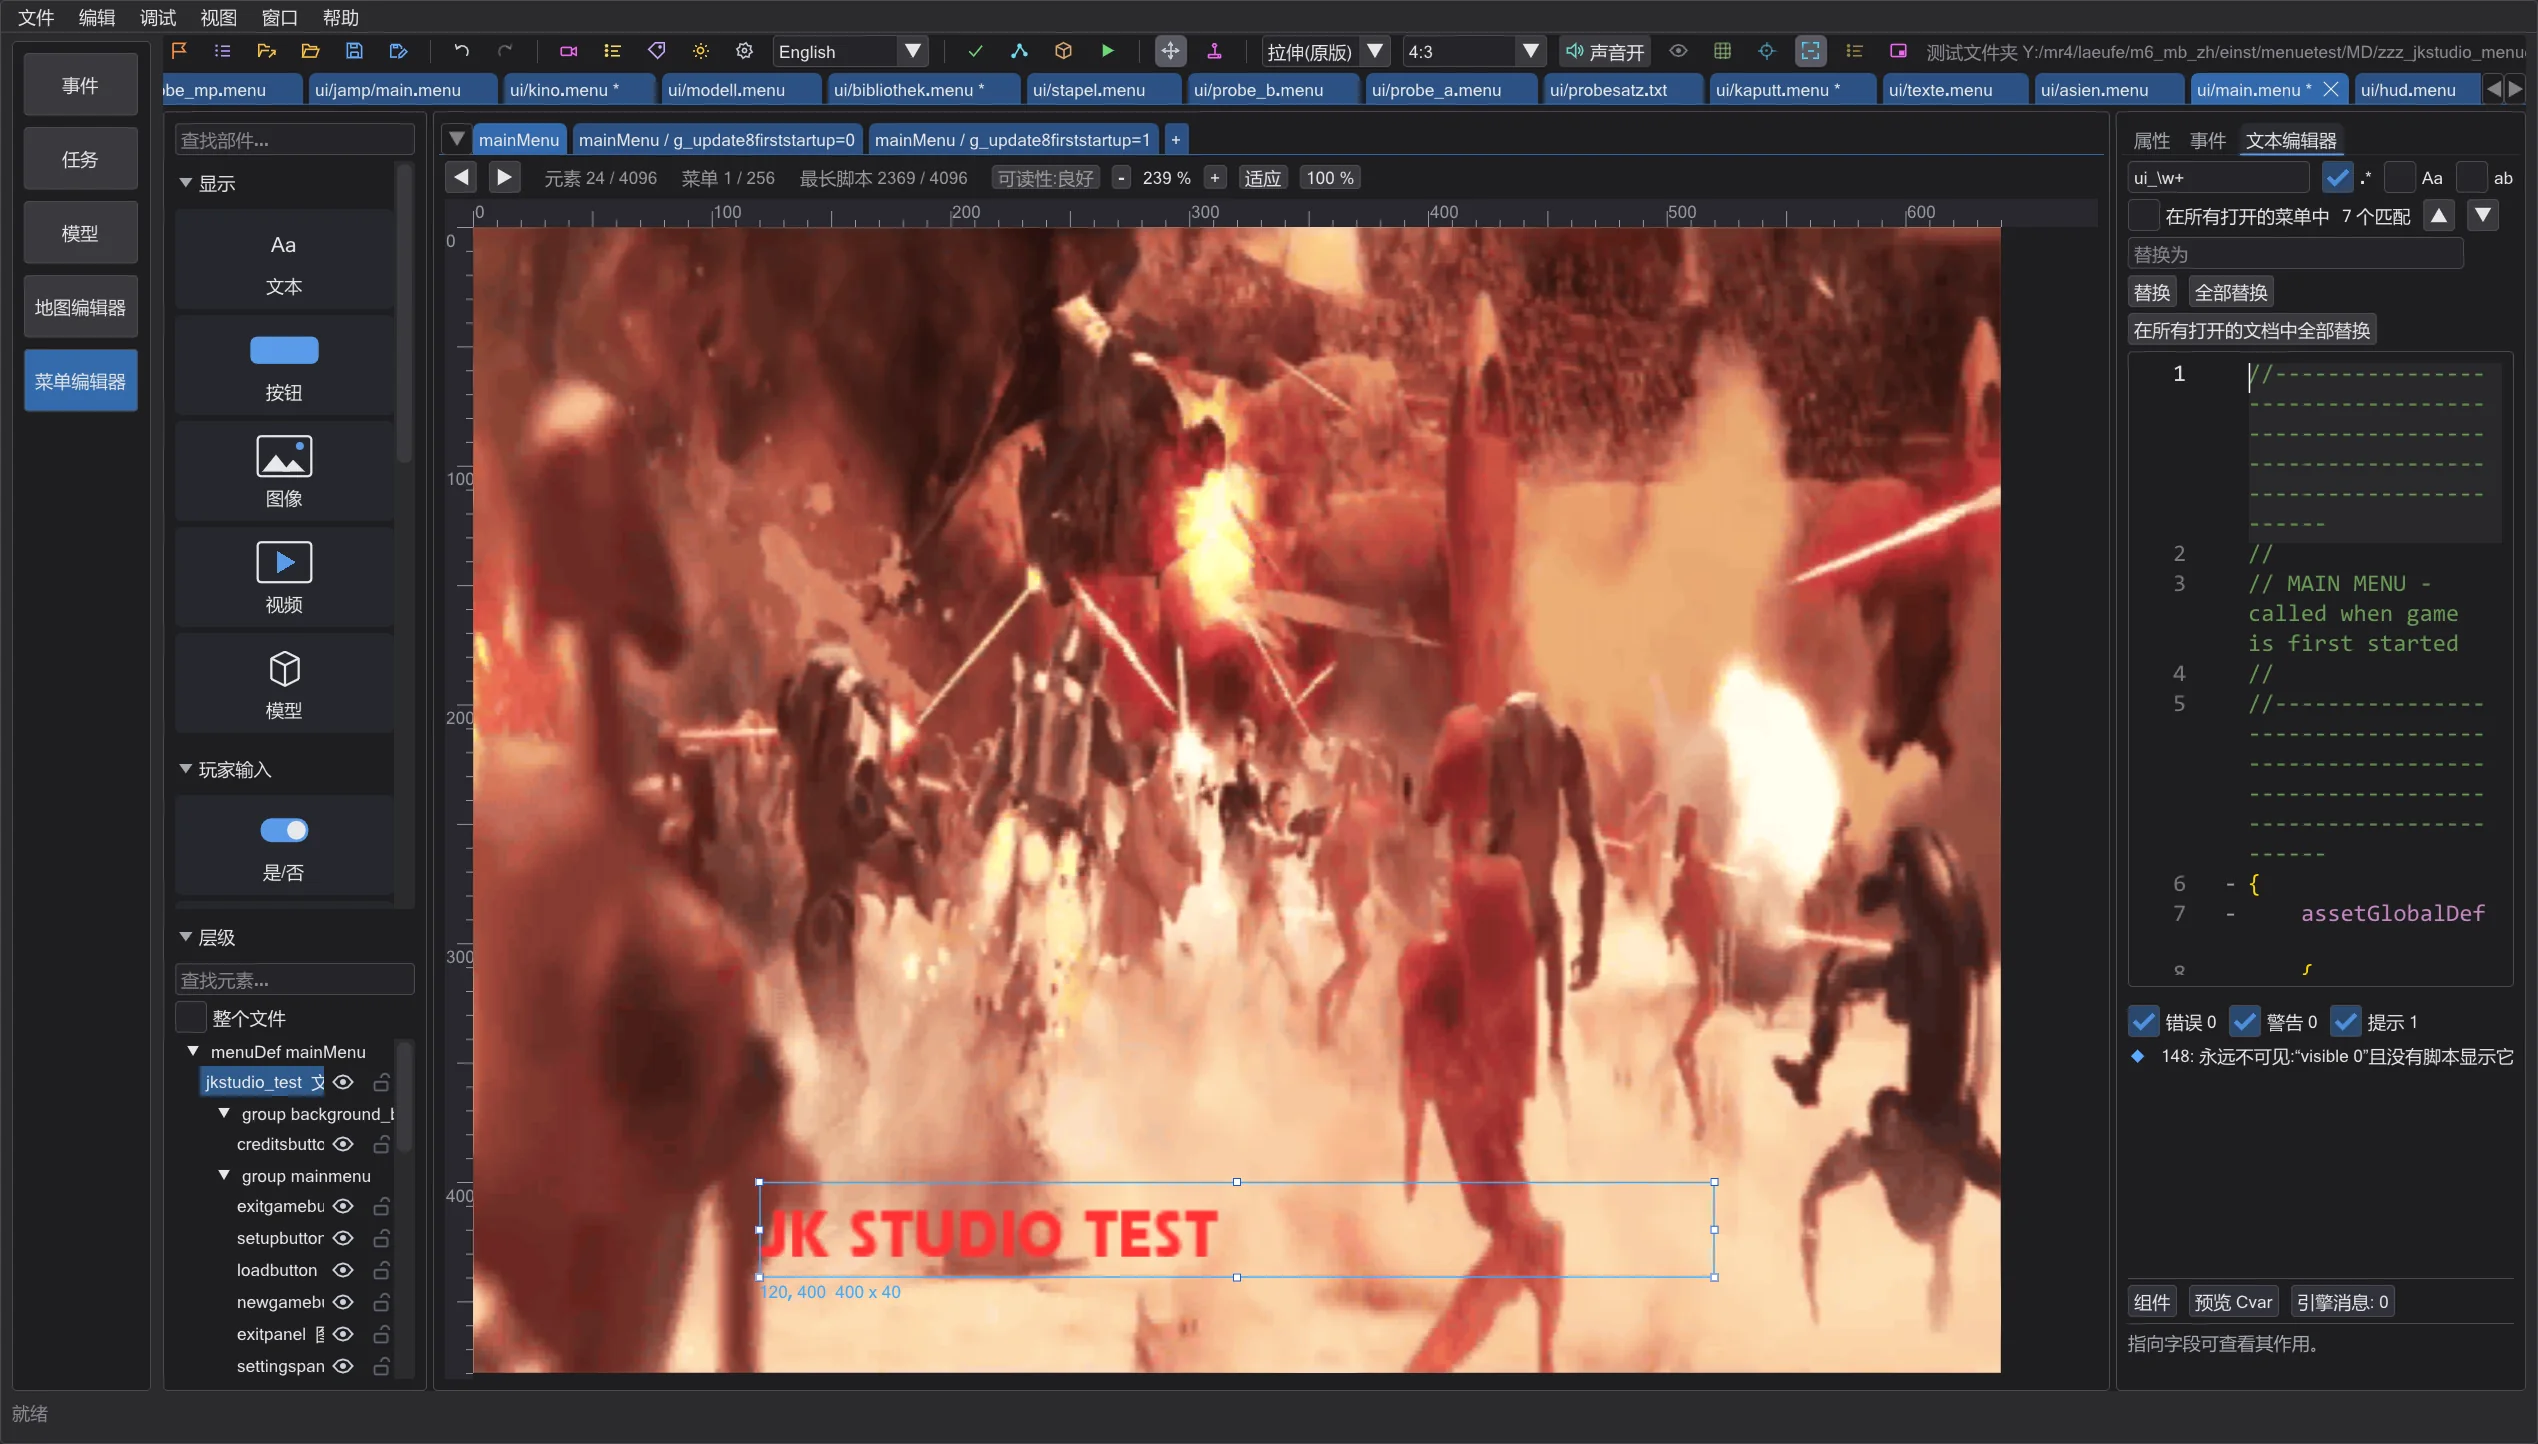 文件 编辑 调试 视图 窗口 帮助
English
拉伸(原版)
4:3
声音开
测试文件夹 Y:/mr4/laeufe/m6_mb_zh/einst/menuetest/MD/zzz_jkstudio_menu
事件
任务
模型
地图编辑器
菜单编辑器
be_mp.menu
ui/jamp/main.menu
ui/kino.menu *
ui/modell.menu
ui/bibliothek.menu *
ui/stapel.menu
ui/probe_b.menu
ui/probe_a.menu
ui/probesatz.txt
ui/kaputt.menu *
ui/texte.menu
ui/asien.menu
ui/main.menu *
ui/hud.menu
查找部件...
显示
Aa
文本
按钮
图像
视频
模型
玩家输入
是/否
层级
查找元素...
整个文件
menuDef mainMenu
jkstudio_test
group background_
creditsbutto
group mainmenu
exitgamebu
setupbutton
loadbutton
newgameb
exitpanel
settingspan
mainMenu
mainMenu / g_update8firststartup=0
mainMenu / g_update8firststartup=1
+
元素 24 / 4096
菜单 1 / 256
最长脚本 2369 / 4096
可读性:良好
-
239 %
+
适应
100 %
0 100 200 300 400 500 600
0
100
200
300
400
JK STUDIO TEST
120, 400 400 x 40
属性 事件 文本编辑器
ui_\w+
.*
Aa
ab
在所有打开的菜单中 7 个匹配
替换为
替换 全部替换
在所有打开的文档中全部替换
1 //----------------
------------------
------------------
------------------
------------------
------
2 //
3 // MAIN MENU -
called when game
is first started
4 //
5 //----------------
------------------
------------------
------------------
------------------
------
6 - {
7 - assetGlobalDef
8 {
错误 0 警告 0 提示 1
148: 永远不可见:“visible 0”且没有脚本显示它
组件 预览 Cvar 引擎消息: 0
指向字段可查看其作用。
就绪